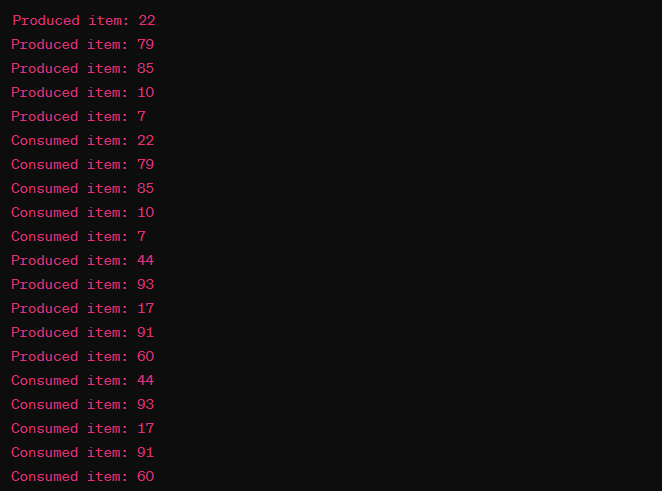 Produced item: 22
Produced item: 79
Produced item: 85
Produced item: 10
Produced item: 7
Consumed item: 22
Consumed item: 79
Consumed item: 85
Consumed item: 10
Consumed item: 7
Produced item: 44
Produced item: 93
Produced item: 17
Produced item: 91
Produced item: 60
Consumed item: 44
Consumed item: 93
Consumed item: 17
Consumed item: 91
Consumed item: 60